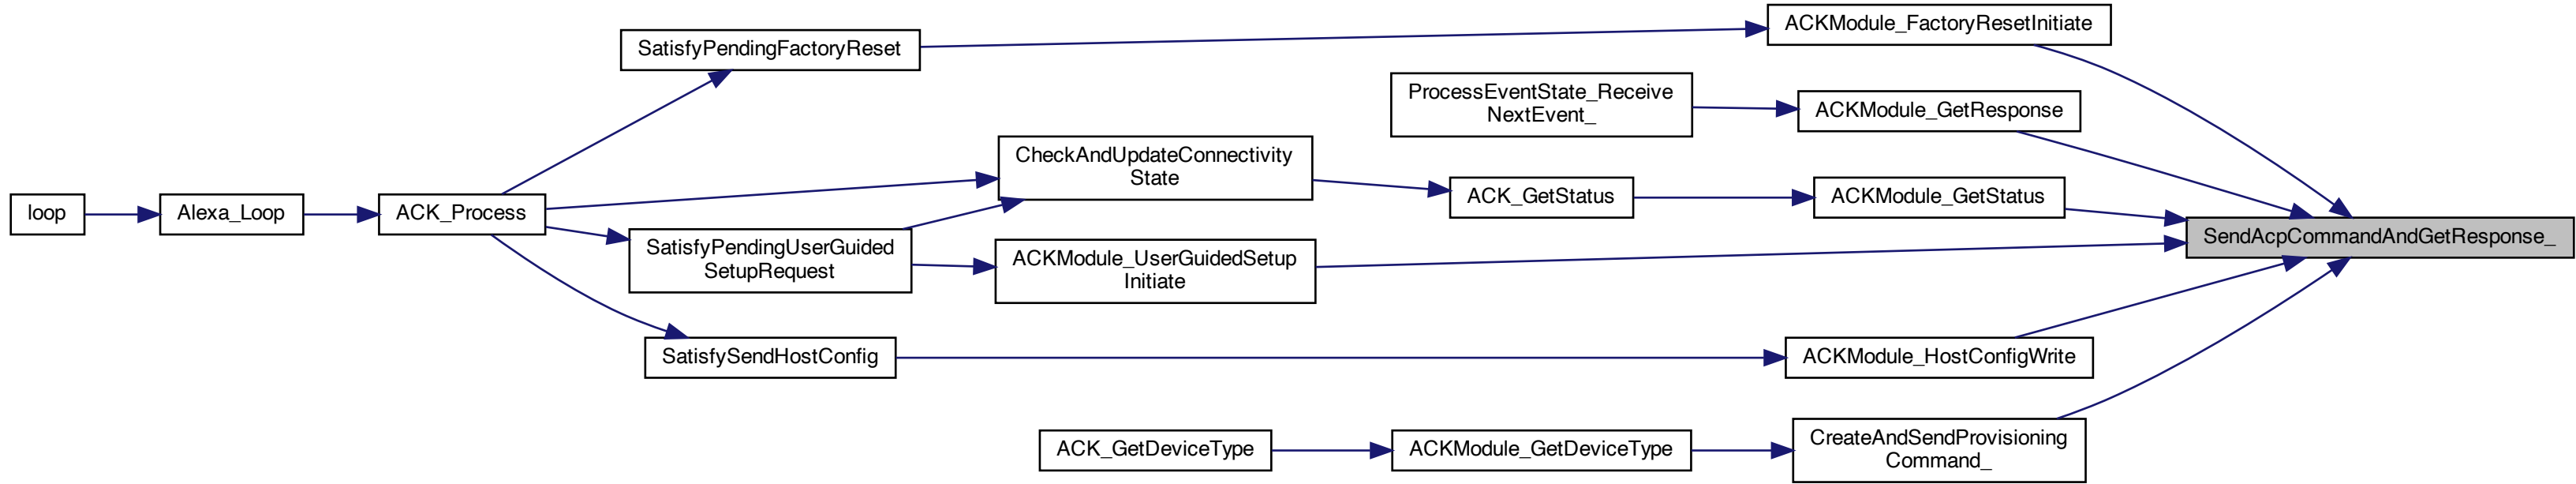 ACKModule_FactoryResetInitiate
SatisfyPendingFactoryReset
ProcessEventState_Receive
NextEvent_
ACKModule_GetResponse
CheckAndUpdateConnectivity
State
ACK_GetStatus
ACKModule_GetStatus
loop
Alexa_Loop
ACK_Process
SendAcpCommandAndGetResponse_
SatisfyPendingUserGuided
SetupRequest
ACKModule_UserGuidedSetup
Initiate
SatisfySendHostConfig
ACKModule_HostConfigWrite
ACK_GetDeviceType
ACKModule_GetDeviceType
CreateAndSendProvisioning
Command_